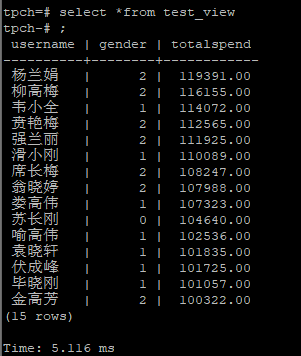 tpch=# select *from test_view
tpch-# ;
 username | gender | totalspend
----------+--------+------------
 杨兰娟   |      2 |  119391.00
 柳高梅   |      2 |  116155.00
 韦小全   |      1 |  114072.00
 贲艳梅   |      2 |  112565.00
 强兰丽   |      2 |  111925.00
 滑小刚   |      1 |  110089.00
 席长梅   |      2 |  108247.00
 翁晓婷   |      2 |  107988.00
 娄高伟   |      1 |  107323.00
 苏长刚   |      0 |  104640.00
 喻高伟   |      1 |  102536.00
 袁晓轩   |      1 |  101835.00
 伏成峰   |      1 |  101725.00
 毕晓刚   |      1 |  101057.00
 金高芳   |      2 |  100322.00
(15 rows)
Time: 5.116 ms